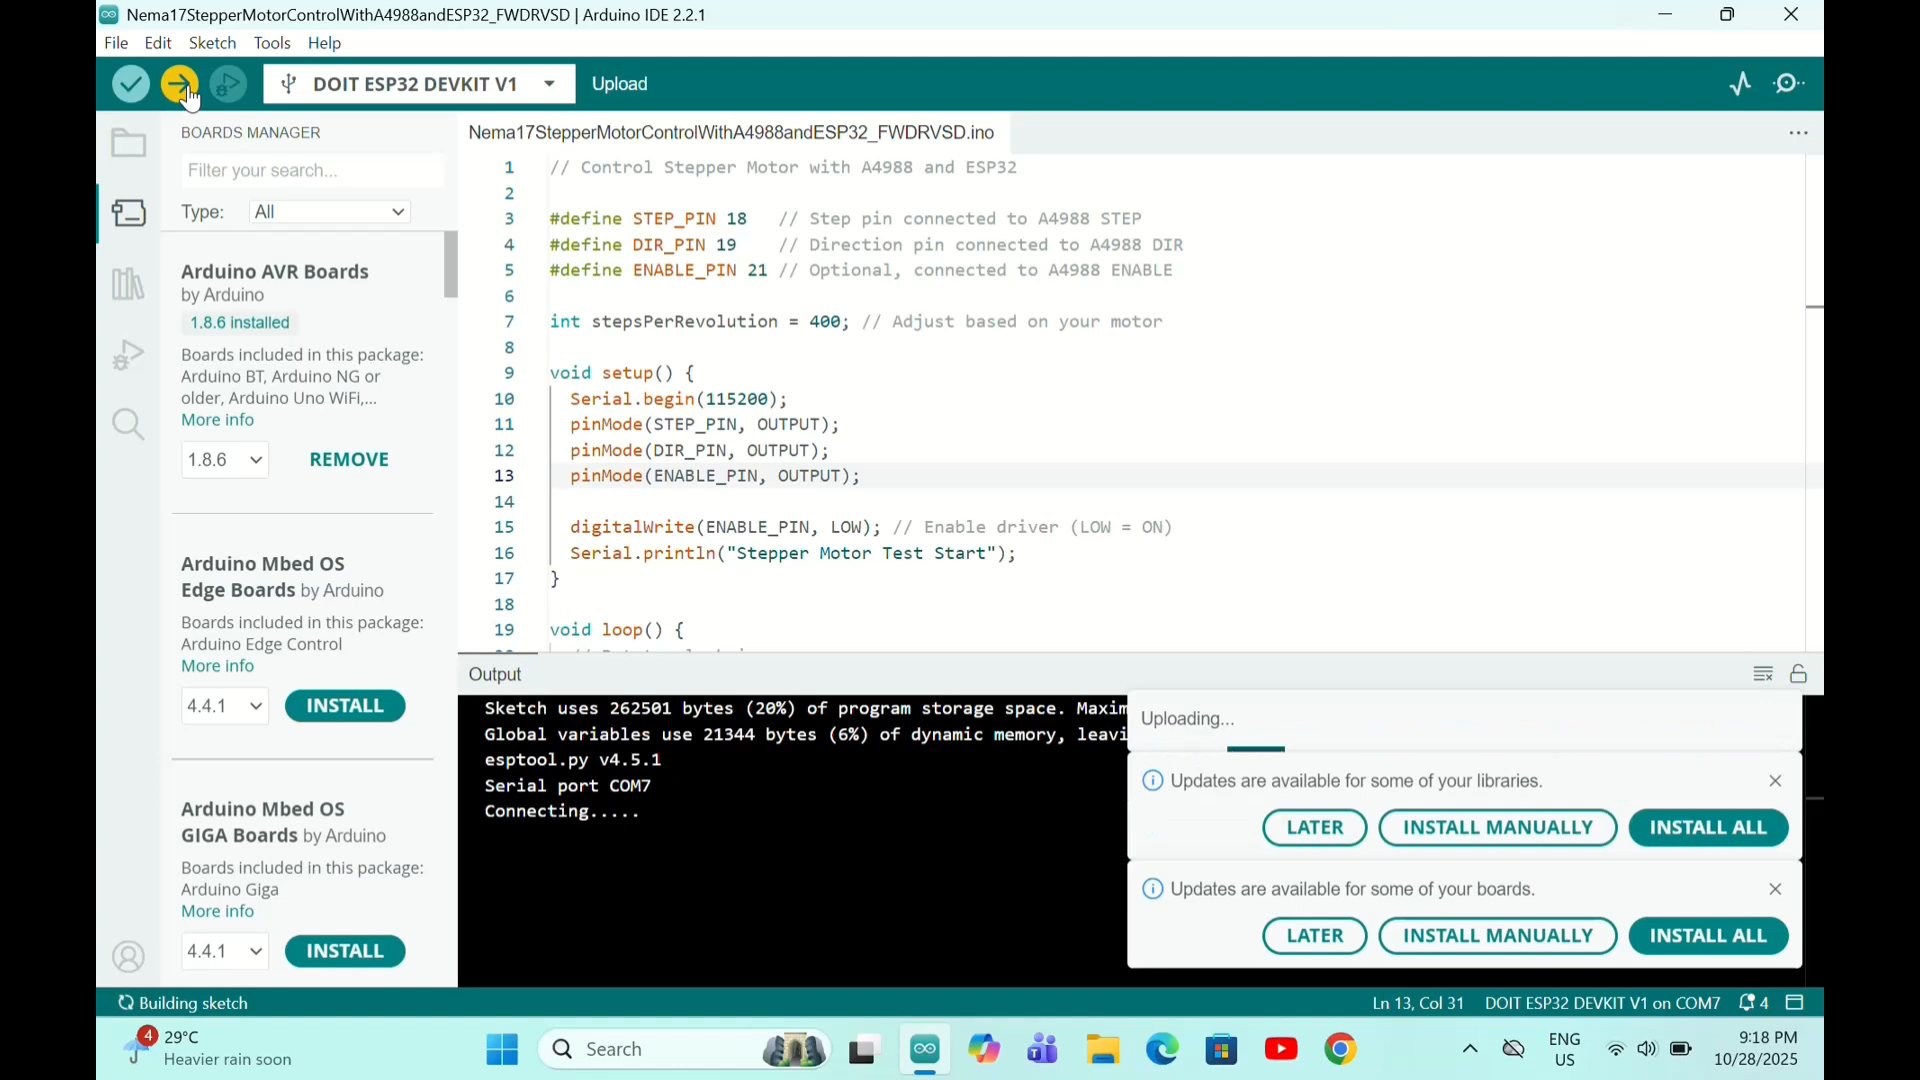 Nema17StepperMotorControlWithA4988andESP32_FWDRVSD | Arduino IDE 2.2.1
File Edit Sketch Tools Help
DOIT ESP32 DEVKIT V1
Upload
BOARDS MANAGER
Filter your search...
Type: All
Arduino AVR Boards
by Arduino
1.8.6 installed
Boards included in this package:
Arduino BT, Arduino NG or
older, Arduino Uno WiFi,...
More info
1.8.6 REMOVE
Arduino Mbed OS
Edge Boards by Arduino
Boards included in this package:
Arduino Edge Control
More info
4.4.1 INSTALL
Arduino Mbed OS
GIGA Boards by Arduino
Boards included in this package:
Arduino Giga
More info
4.4.1 INSTALL
Nema17StepperMotorControlWithA4988andESP32_FWDRVSD.ino
1 // Control Stepper Motor with A4988 and ESP32
2
3 #define STEP_PIN 18 // Step pin connected to A4988 STEP
4 #define DIR_PIN 19 // Direction pin connected to A4988 DIR
5 #define ENABLE_PIN 21 // Optional, connected to A4988 ENABLE
6
7 int stepsPerRevolution = 400; // Adjust based on your motor
8
9 void setup() {
10 Serial.begin(115200);
11 pinMode(STEP_PIN, OUTPUT);
12 pinMode(DIR_PIN, OUTPUT);
13 pinMode(ENABLE_PIN, OUTPUT);
14
15 digitalWrite(ENABLE_PIN, LOW); // Enable driver (LOW = ON)
16 Serial.println("Stepper Motor Test Start");
17 }
18
19 void loop() {
Output
Sketch uses 262501 bytes (20%) of program storage space. Maxim
Global variables use 21344 bytes (6%) of dynamic memory, leavi
esptool.py v4.5.1
Serial port COM7
Connecting.....
Uploading...
Updates are available for some of your libraries.
LATER INSTALL MANUALLY INSTALL ALL
Updates are available for some of your boards.
LATER INSTALL MANUALLY INSTALL ALL
Building sketch
Ln 13, Col 31 DOIT ESP32 DEVKIT V1 on COM7 4
4
29°C
Heavier rain soon
Search
ENG
US
9:18 PM
10/28/2025